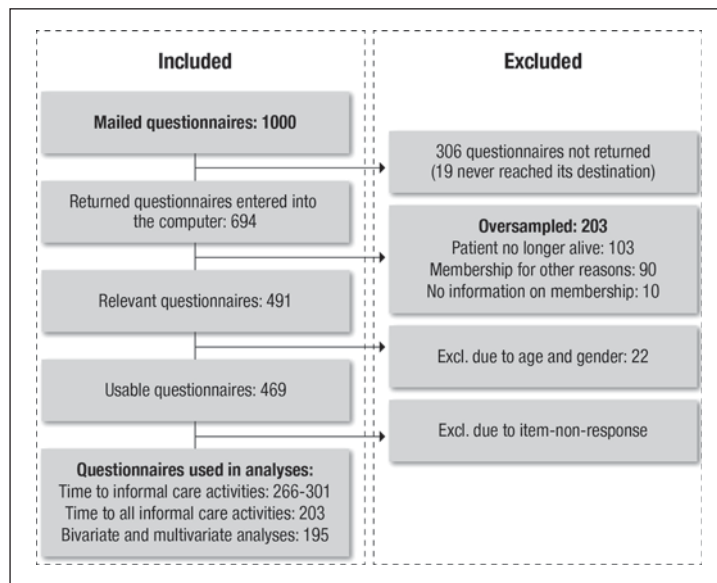 Included
Mailed questionnaires: 1000
Returned questionnaires entered into
the computer: 694
Relevant questionnaires: 491
Usable questionnaires: 469
Questionnaires used in analyses:
Time to informal care activities: 266-301
Time to all informal care activities: 203
Bivariate and multivariate analyses: 195
Excluded
306 questionnaires not returned
(19 never reached its destination)
Oversampled: 203
Patient no longer alive: 103
Membership for other reasons: 90
No information on membership: 10
Excl. due to age and gender: 22
Excl. due to item-non-response